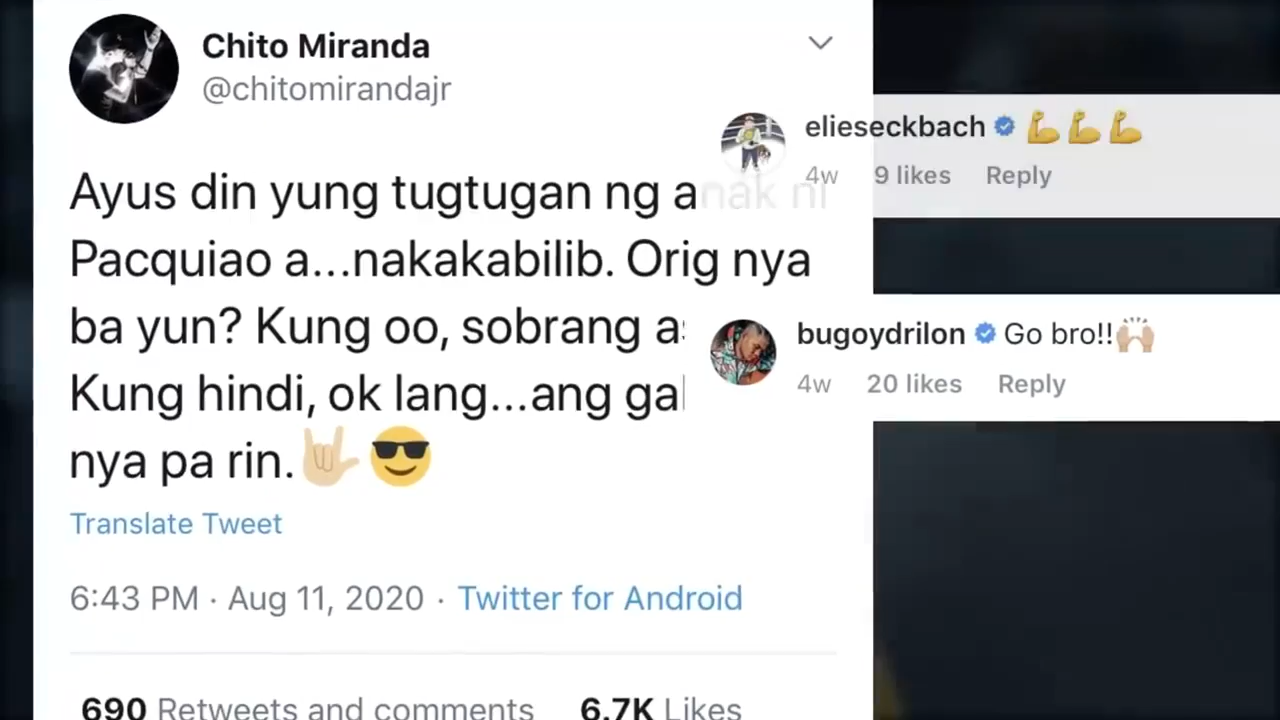 Chito Miranda
@chitomirandajr
Ayus din yung tugtugan ng anak ni
Pacquiao a...nakakabilib. Orig nya
ba yun? Kung oo, sobrang
Kung hindi, ok lang...ang
nya pa rin.🤟🏼😎
Translate Tweet
6:43 PM · Aug 11, 2020 · Twitter for Android
690 Retweets and comments 6.7K Likes
elieseckbach 💪💪💪
4w 9 likes Reply
bugoydrilon Go bro!!🙌🏼
4w 20 likes Reply